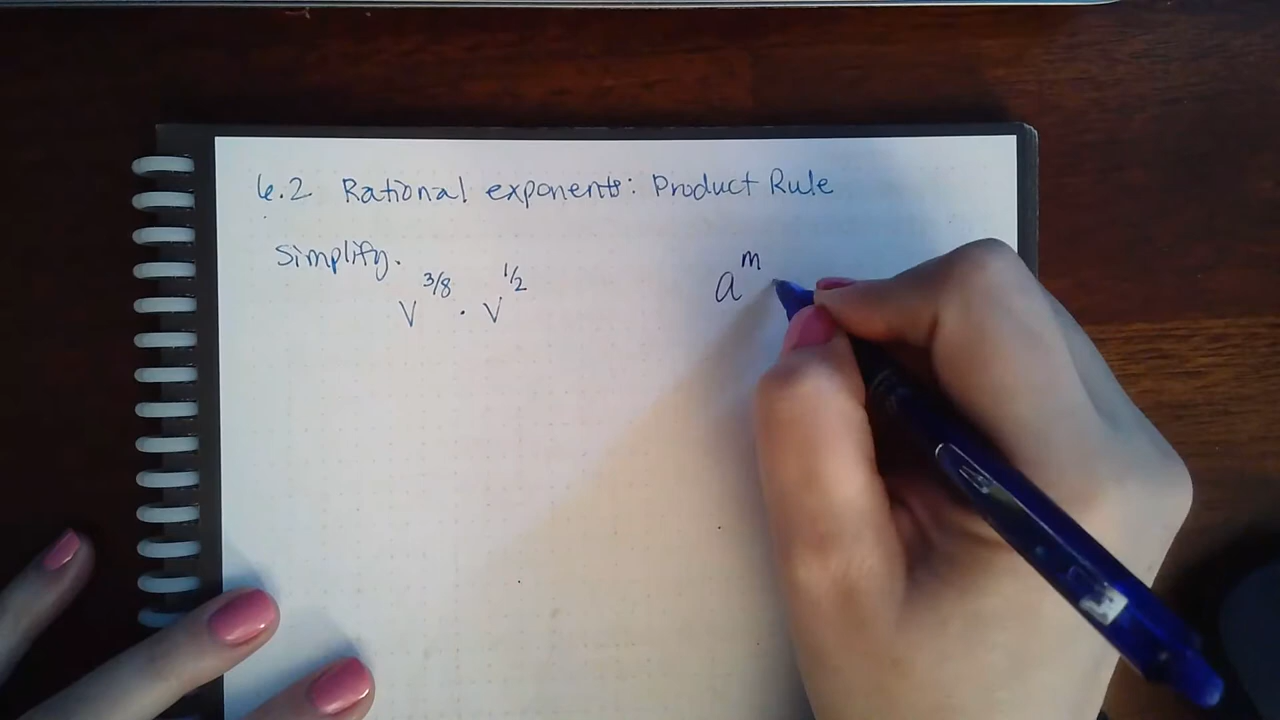 6.2 Rational exponents: Product Rule
Simplify.
v^3/8 · v^1/2
a^m